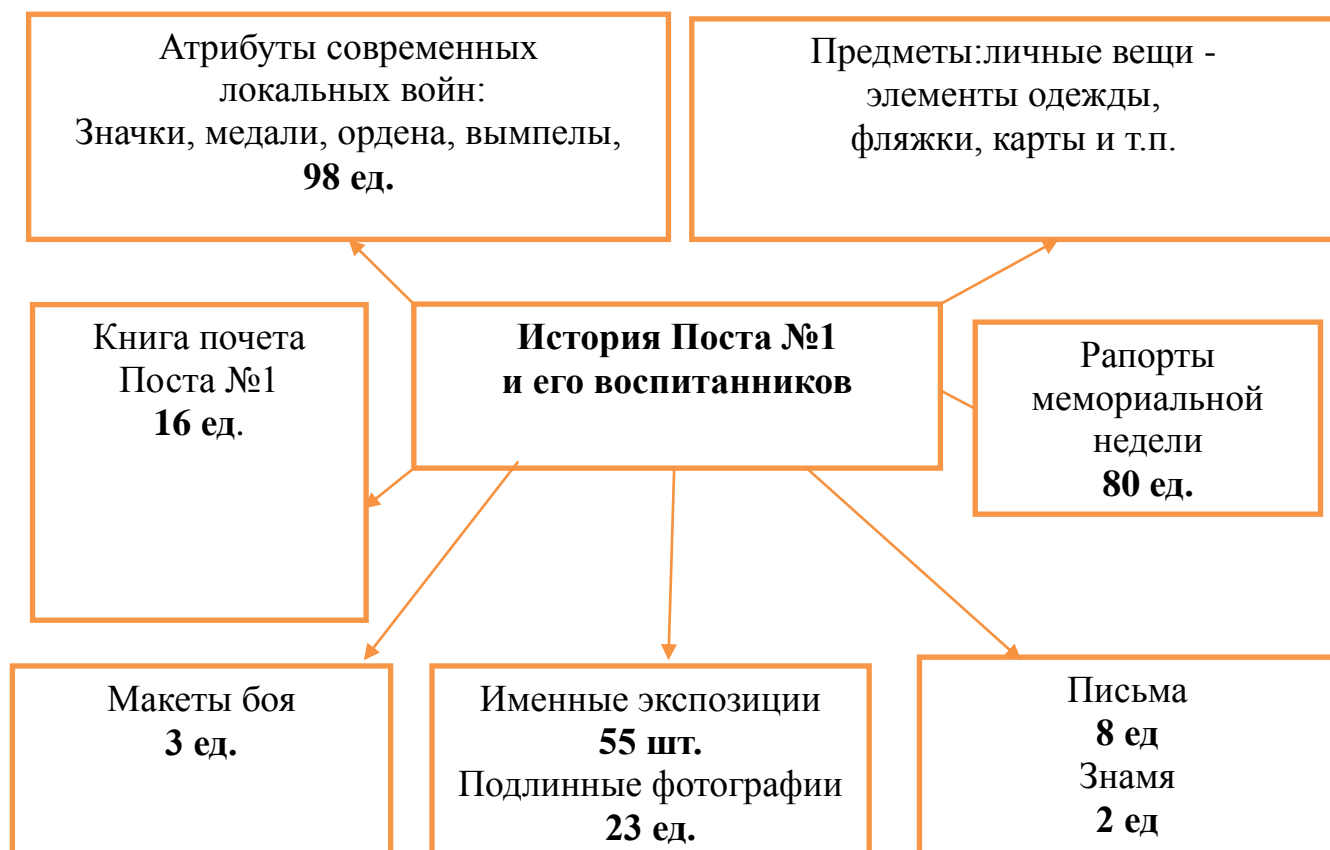 Атрибуты современных
локальных войн:
Значки, медали, ордена, вымпелы,
98 ед.
Предметы:личные вещи -
элементы одежды,
фляжки, карты и т.п.
Книга почета
Поста №1
16 ед.
История Поста №1
и его воспитанников
Рапорты
мемориальной
недели
80 ед.
Макеты боя
3 ед.
Именные экспозиции
55 шт.
Подлинные фотографии
23 ед.
Письма
8 ед
Знамя
2 ед